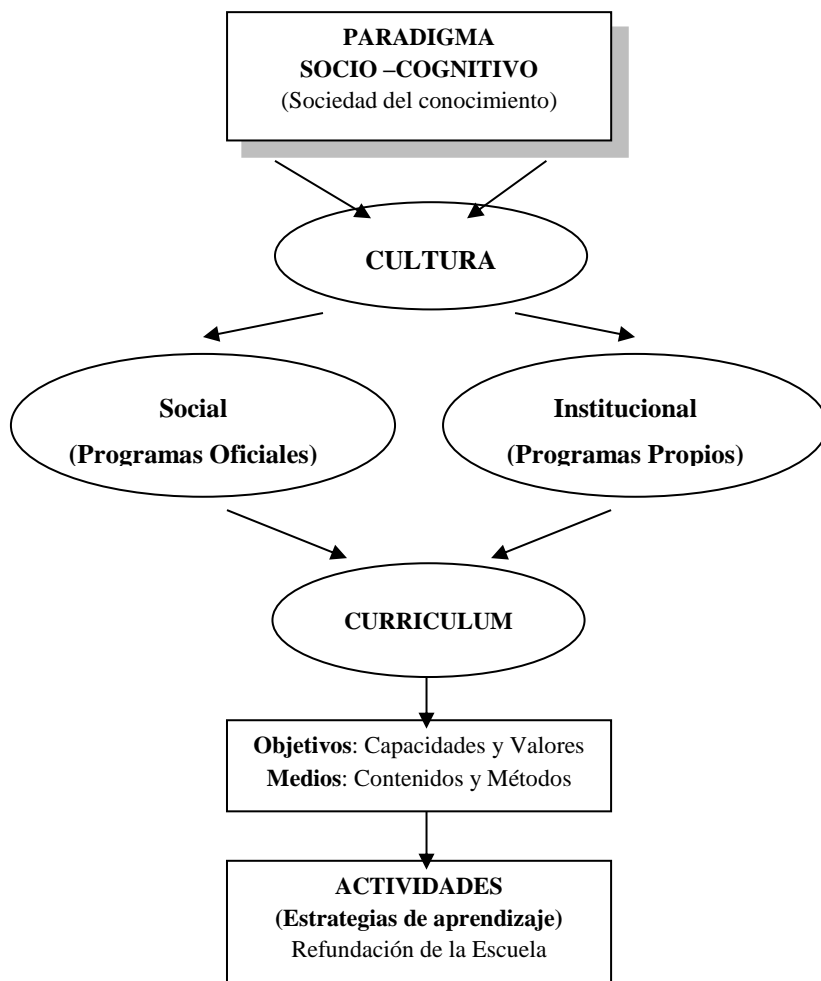 PARADIGMA
SOCIO –COGNITIVO
(Sociedad del conocimiento)
CULTURA
Social
(Programas Oficiales)
Institucional
(Programas Propios)
CURRICULUM
Objetivos: Capacidades y Valores
Medios: Contenidos y Métodos
ACTIVIDADES
(Estrategias de aprendizaje)
Refundación de la Escuela